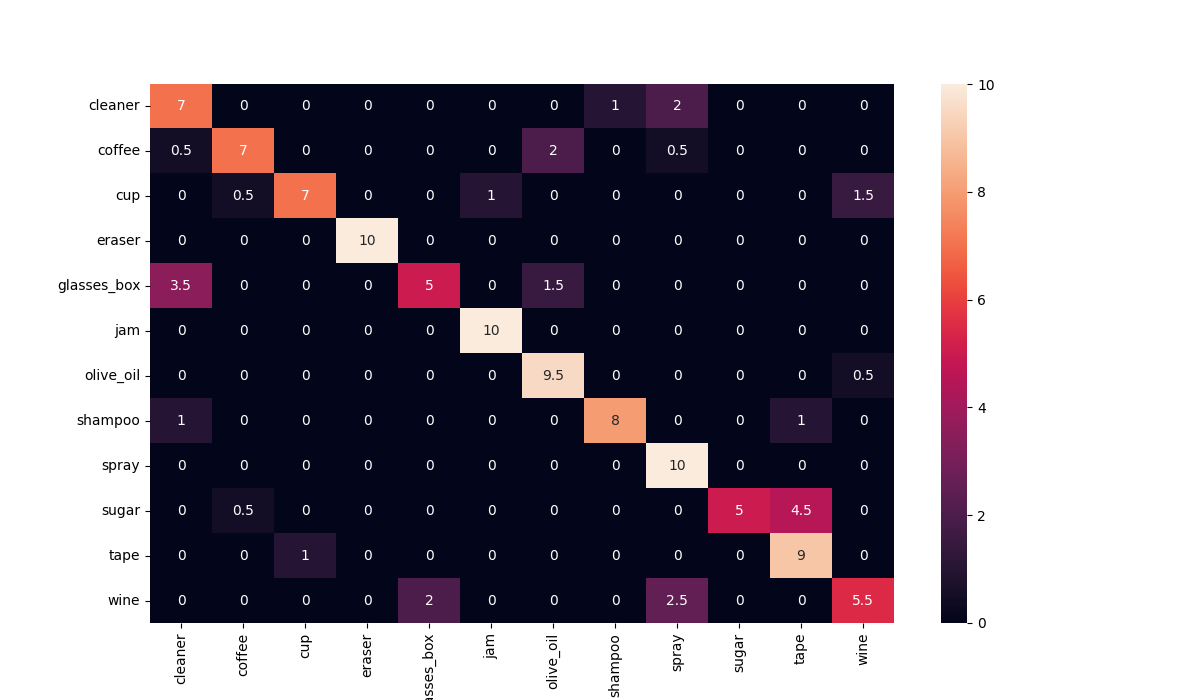 10
cleaner 7 0 0 0 0 0 0 1 2 0 0 0
coffee 0.5 7 0 0 0 0 2 0 0.5 0 0 0
8
cup 0 0.5 7 0 0 1 0 0 0 0 0 1.5
eraser 0 0 0 10 0 0 0 0 0 0 0 0
glasses_box 3.5 0 0 0 5 0 1.5 0 0 0 0 0
6
jam 0 0 0 0 0 10 0 0 0 0 0 0
olive_oil 0 0 0 0 0 0 9.5 0 0 0 0 0.5
4
shampoo 1 0 0 0 0 0 0 8 0 0 1 0
spray 0 0 0 0 0 0 0 0 10 0 0 0
sugar 0 0.5 0 0 0 0 0 0 0 5 4.5 0
2
tape 0 0 1 0 0 0 0 0 0 0 9 0
wine 0 0 0 0 2 0 0 0 2.5 0 0 5.5
0
cleaner coffee cup eraser asses_box jam olive_oil shampoo spray sugar tape wine